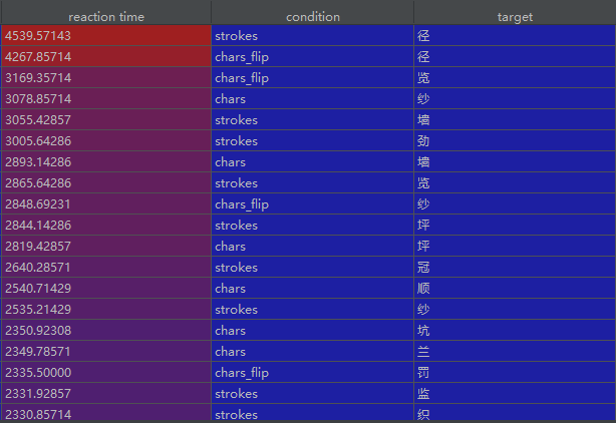 reaction time condition target
4539.57143 strokes 径
4267.85714 chars_flip 径
3169.35714 chars_flip 览
3078.85714 chars 纱
3055.42857 strokes 墙
3005.64286 strokes 劲
2893.14286 chars 墙
2865.64286 strokes 览
2848.69231 chars_flip 纱
2844.14286 strokes 坪
2819.42857 chars 坪
2640.28571 strokes 冠
2540.71429 chars 顺
2535.21429 strokes 纱
2350.92308 chars 坑
2349.78571 chars 兰
2335.50000 chars_flip 罚
2331.92857 strokes 监
2330.85714 strokes 织